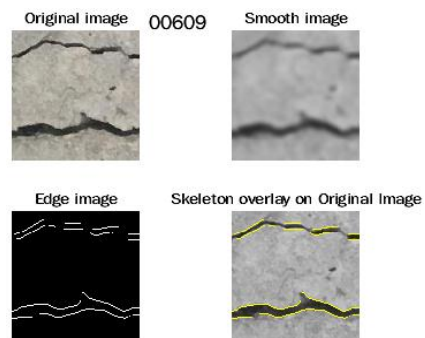 Original image
00609
Smooth image
Edge image
Skeleton overlay on Original Image